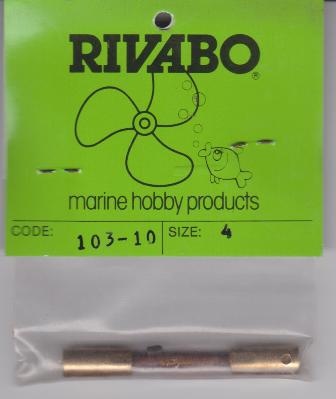 RIVABO ®
marine hobby products
CODE: 103-10 SIZE: 4